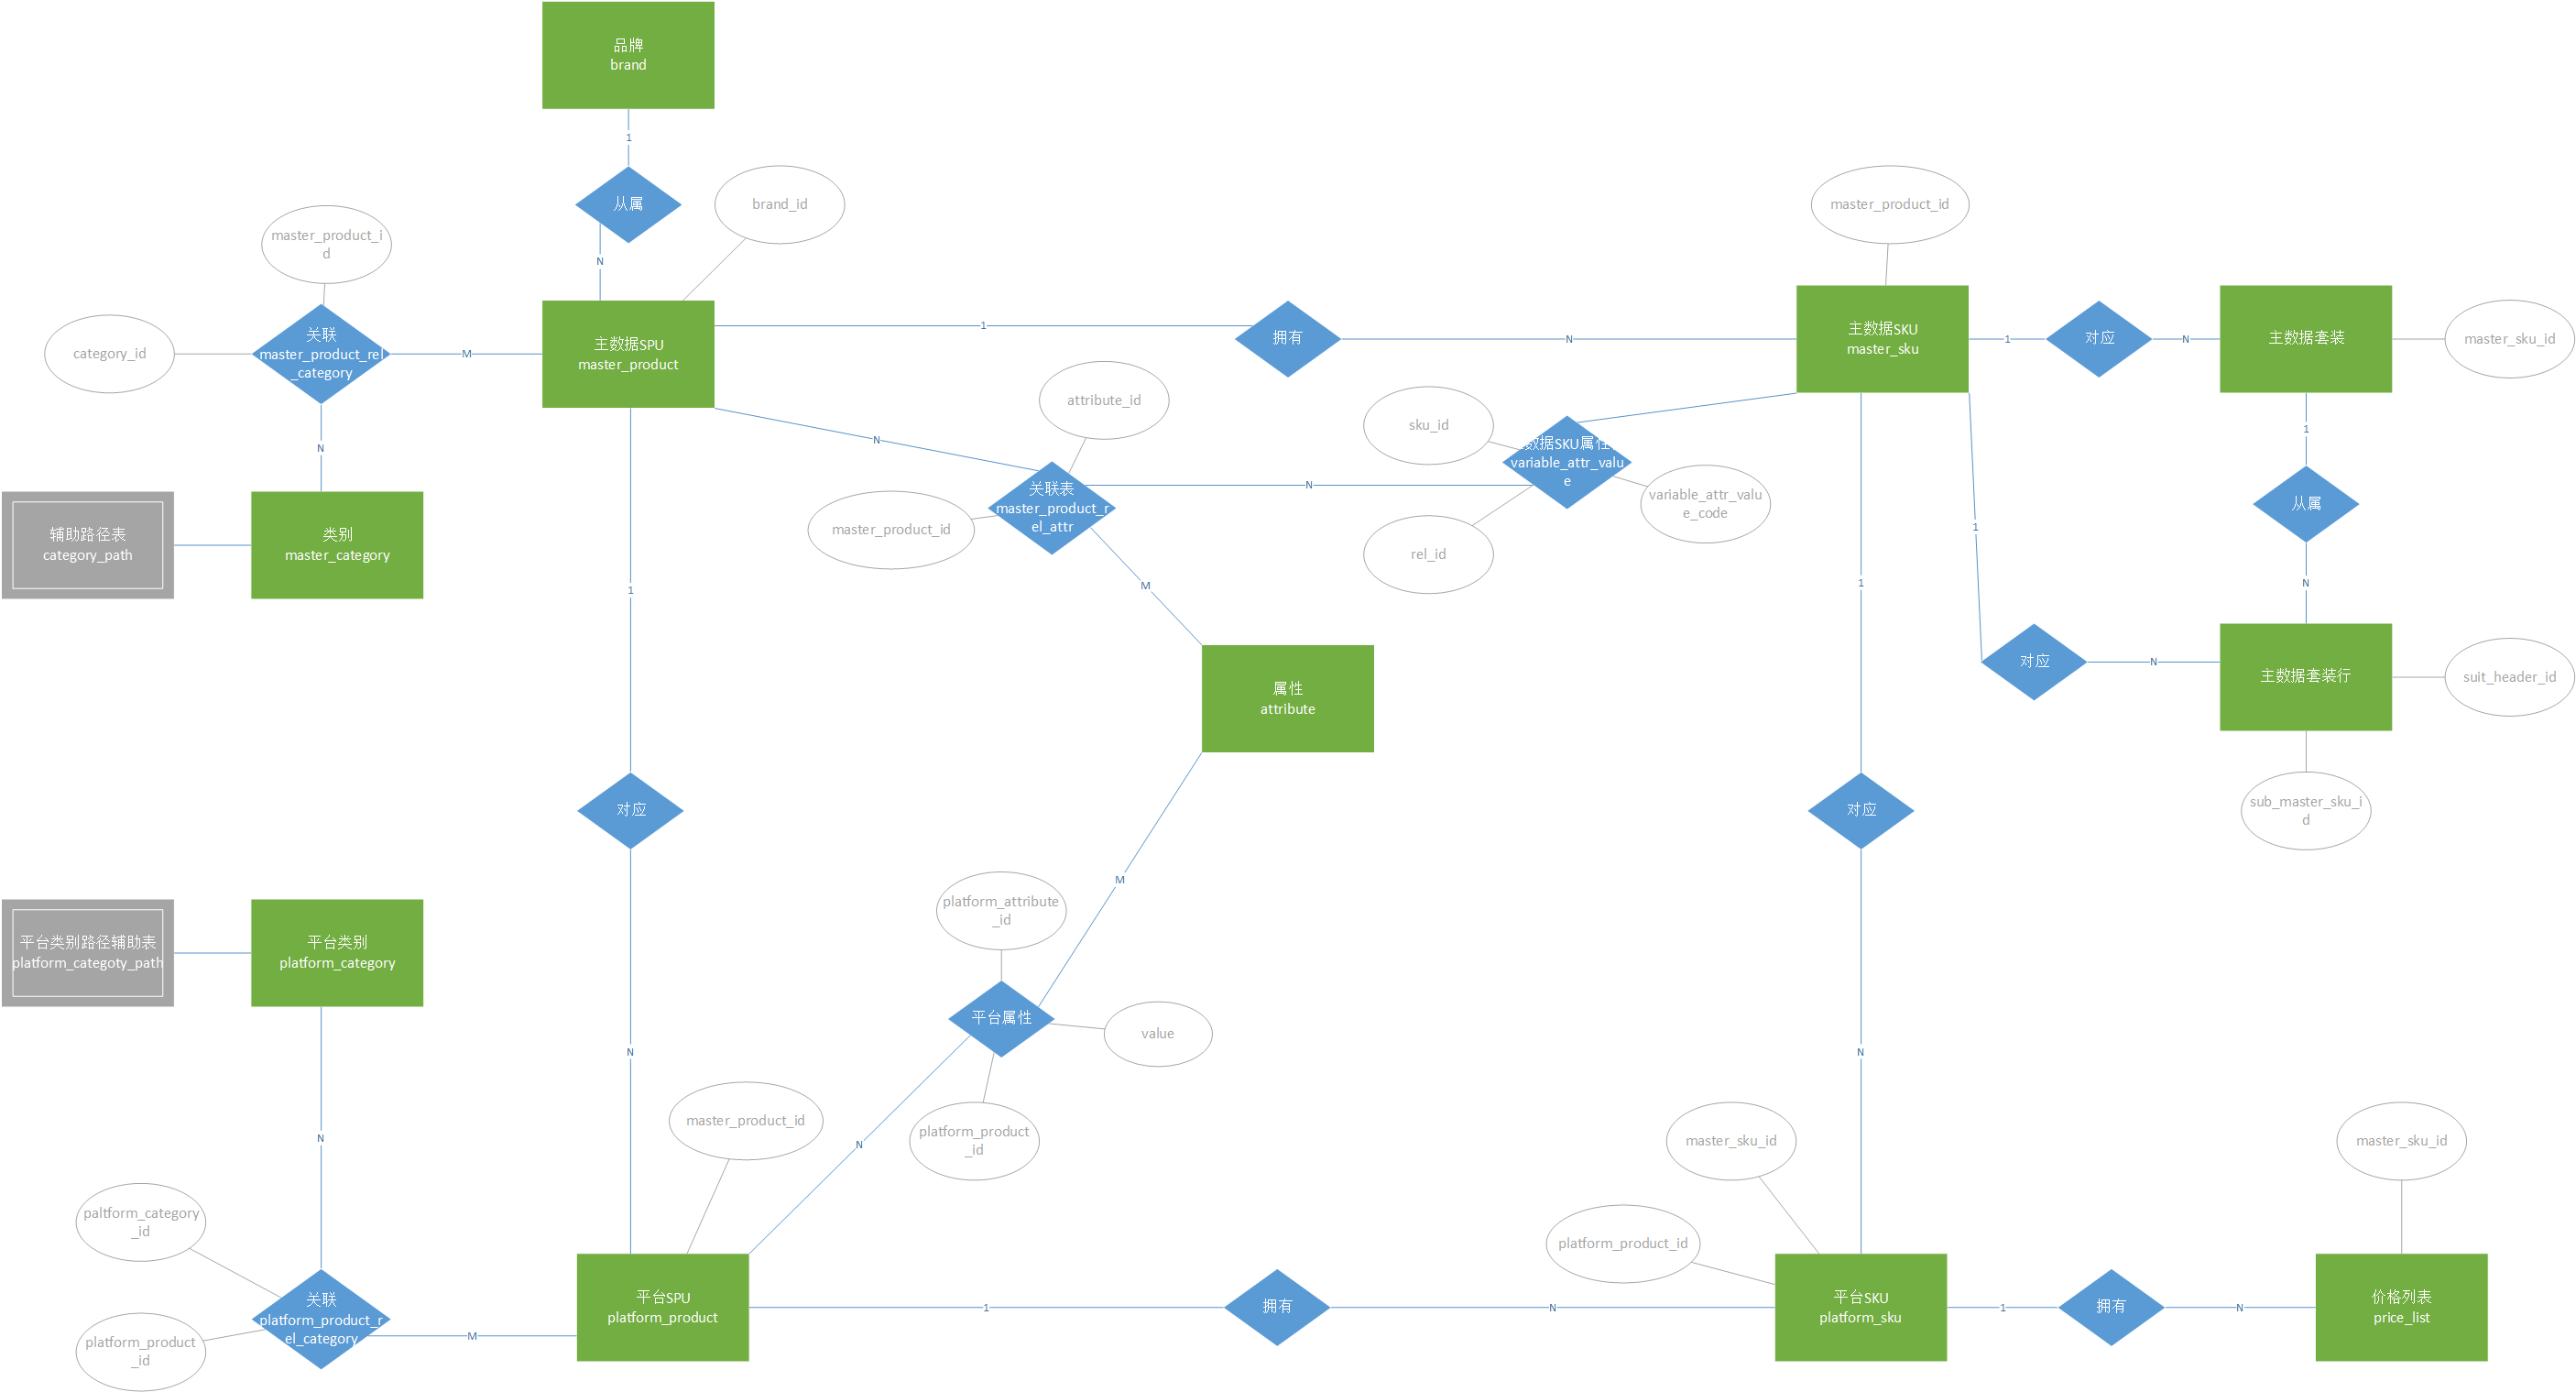 品牌
brand
1
从属
brand_id
N
master_product_i
d
category_id
关联
master_product_rel
_category
M
主数据SPU
master_product
1
拥有
N
master_product_id
主数据SKU
master_sku
1
对应
N
主数据套装
master_sku_id
N
attribute_id
N
关联表
master_product_r
el_attr
master_product_id
N
sku_id
数据SKU属性
variable_attr_valu
e
variable_attr_valu
e_code
rel_id
1
从属
N
辅助路径表
category_path
类别
master_category
M
1
1
1
属性
attribute
对应
N
主数据套装行
suit_header_id
sub_master_sku_i
d
对应
对应
M
平台类别路径辅助表
platform_categoty_path
平台类别
platform_category
platform_attribute
_id
平台属性
value
platform_product
_id
N
N
N
N
master_product_id
master_sku_id
master_sku_id
paltform_category
_id
platform_product_id
关联
platform_product_r
el_category
platform_product
_id
M
平台SPU
platform_product
1
拥有
N
平台SKU
platform_sku
1
拥有
N
价格列表
price_list